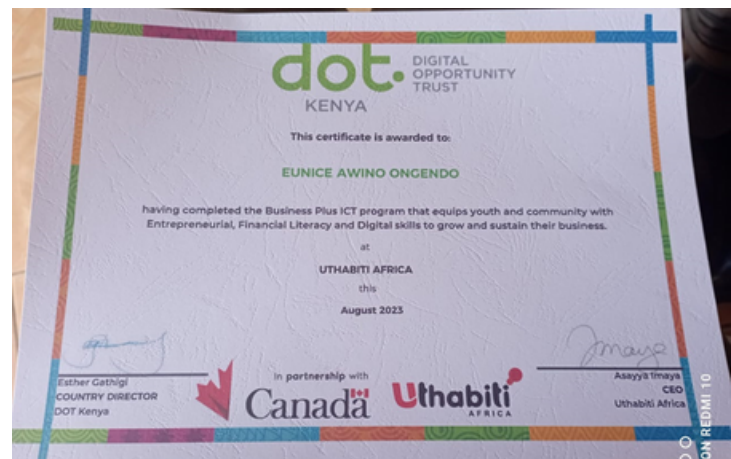 dot. DIGITAL
OPPORTUNITY
TRUST
KENYA
This certificate is awarded to:
EUNICE AWINO ONGENDO
having completed the Business Plus ICT program that equips youth and community with
Entrepreneurial, Financial Literacy and Digital skills to grow and sustain their business.
at
UTHABITI AFRICA
this
August 2023
Esther Gathigi
COUNTRY DIRECTOR
DOT Kenya
In partnership with
Canada
Uthabiti
AFRICA
Imaya
Asayya Imaya
CEO
Uthabiti Africa
ON REDMI 10